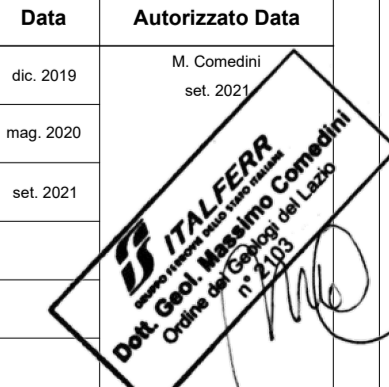 Data
Autorizzato Data
dic. 2019
M. Comedini
set. 2021
mag. 2020
set. 2021
ITALFERR
GRUPPO FERROVIE DELLO STATO ITALIANE
Dott. Geol. Massimo Comedini
Ordine dei Geologi del Lazio
n° 2103